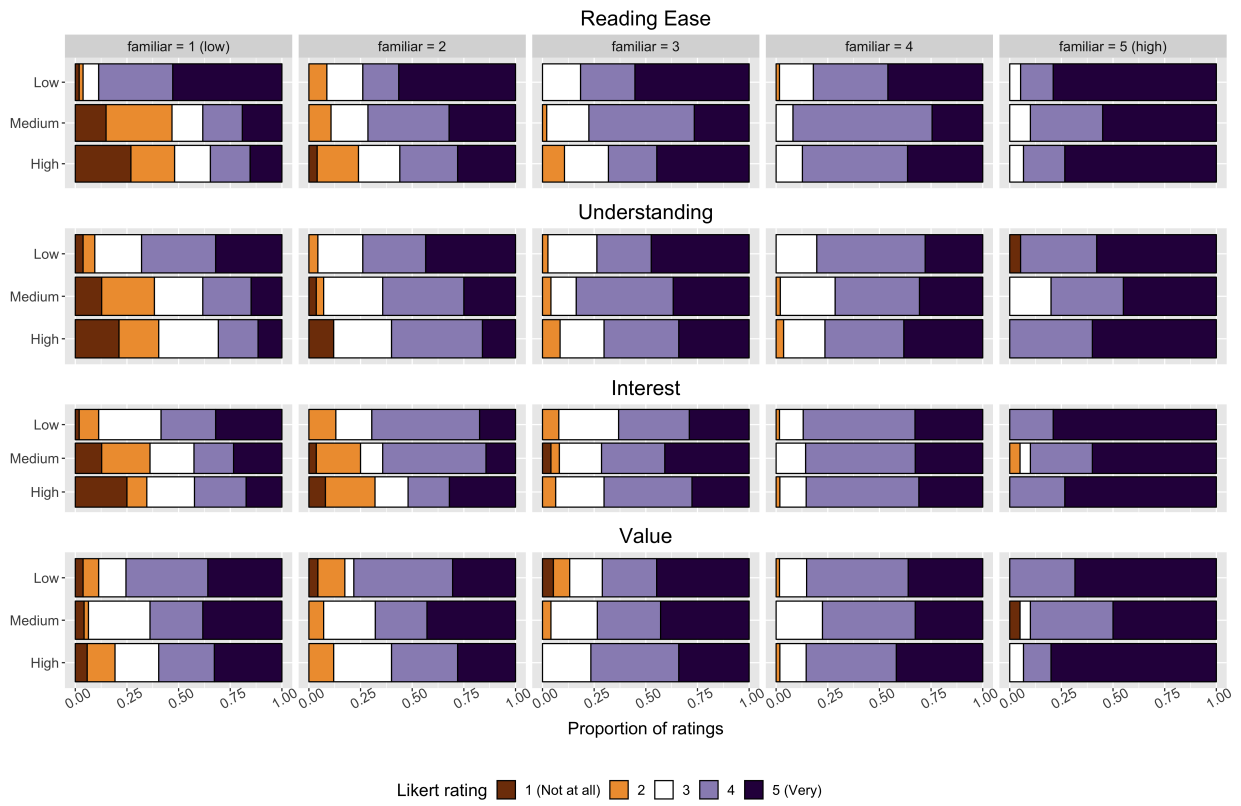 Reading Ease
familiar = 1 (low) familiar = 2 familiar = 3 familiar = 4 familiar = 5 (high)
Low
Medium
High
Understanding
Low
Medium
High
Interest
Low
Medium
High
Value
Low
Medium
High
0.00 0.25 0.50 0.75 1.00 0.00 0.25 0.50 0.75 1.00 0.00 0.25 0.50 0.75 1.00 0.00 0.25 0.50 0.75 1.00 0.00 0.25 0.50 0.75 1.00
Proportion of ratings
Likert rating 1 (Not at all) 2 3 4 5 (Very)